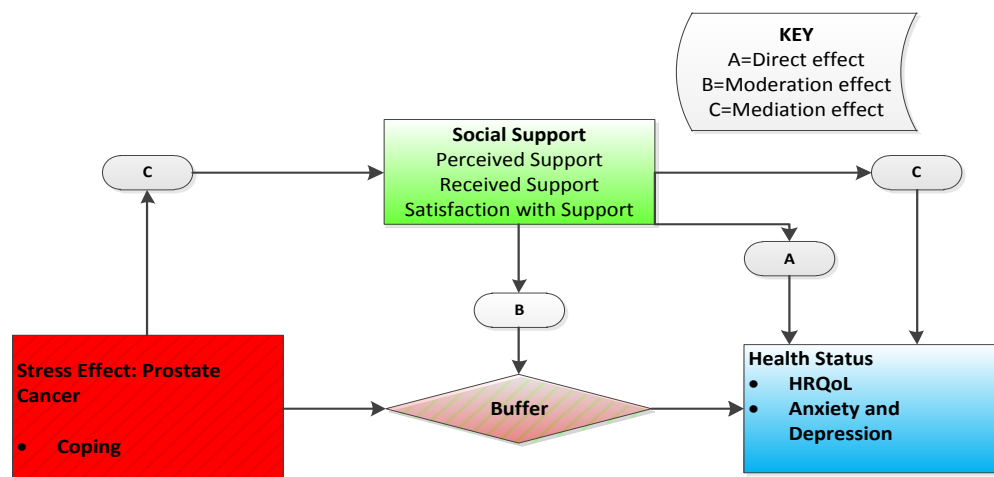 KEY
A=Direct effect
B=Moderation effect
C=Mediation effect
Social Support
Perceived Support
Received Support
Satisfaction with Support
C
C
A
B
Stress Effect: Prostate
Cancer
• Coping
Buffer
Health Status
• HRQoL
• Anxiety and
Depression